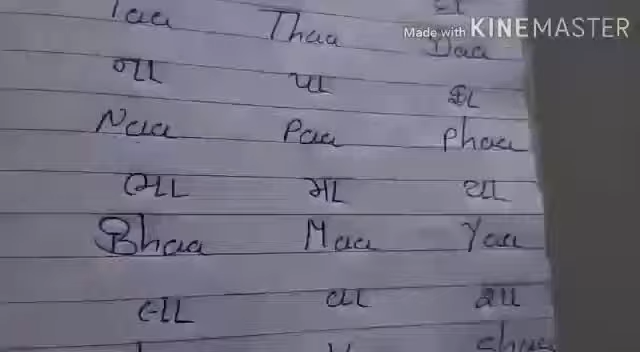 Made with KINEMASTER
Taa Thaa Daa
ના પા ફા
Naa Paa Phaa
ભા મા યા
Bhaa Maa Yaa
લા વા શા